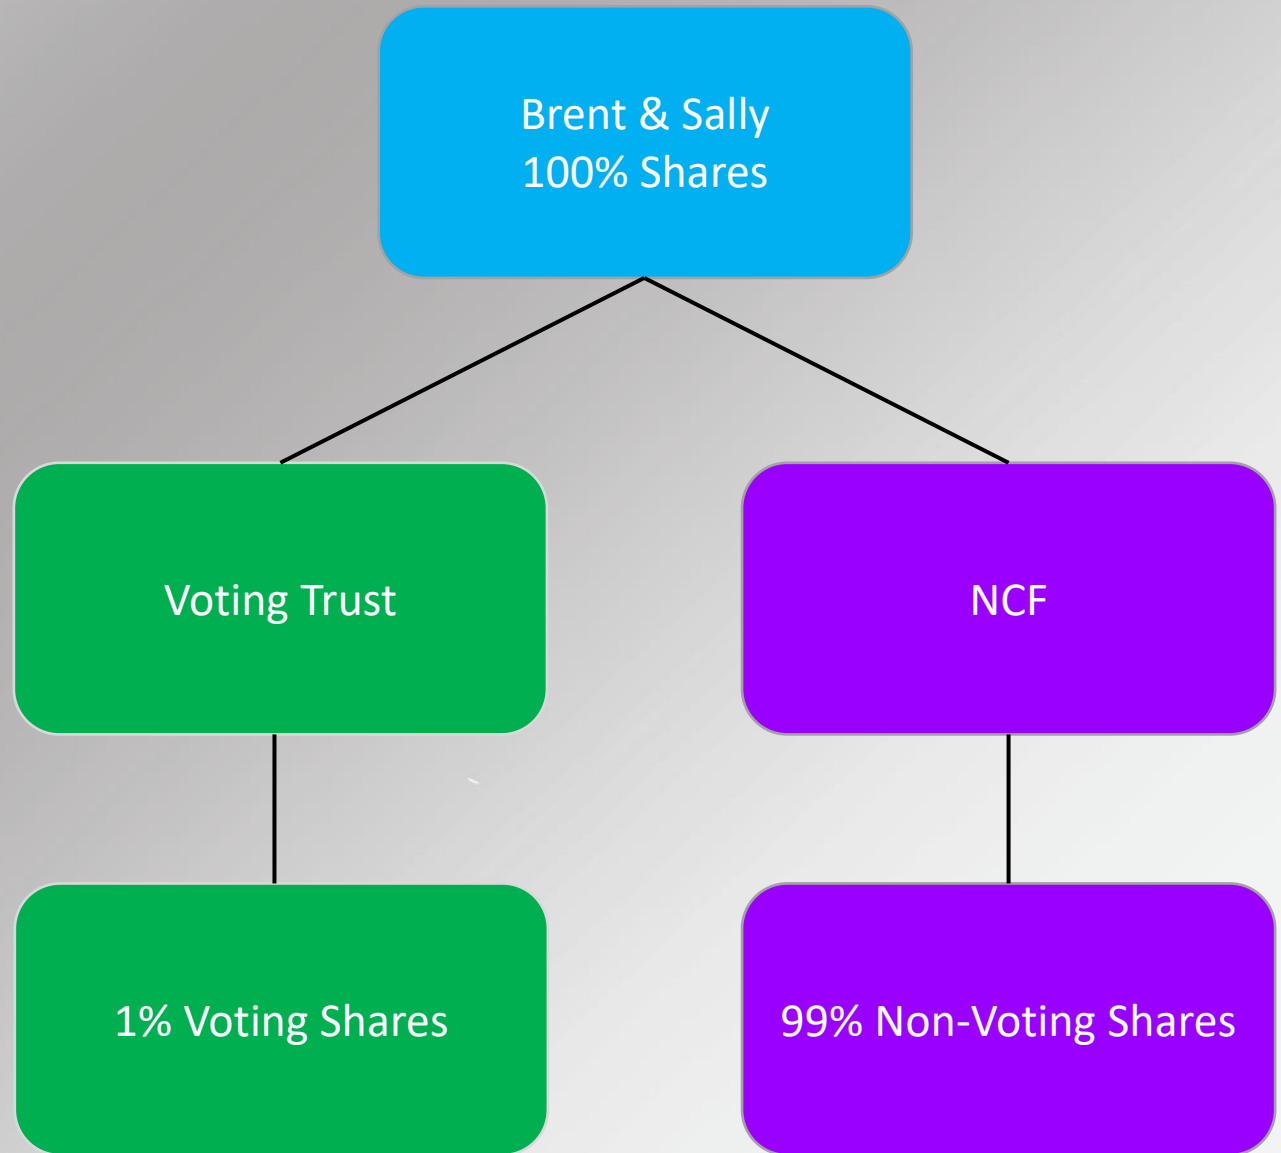 Brent & Sally
100% Shares
Voting Trust
NCF
1% Voting Shares
99% Non-Voting Shares